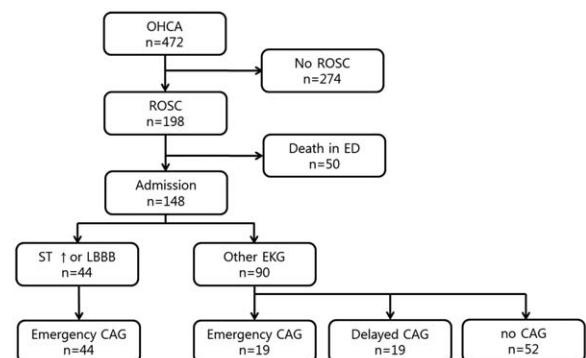 OHCA
n=472
No ROSC
n=274
ROSC
n=198
Death in ED
n=50
Admission
n=148
ST ↑ or LBBB
n=44
Other EKG
n=90
Emergency CAG
n=44
Emergency CAG
n=19
Delayed CAG
n=19
no CAG
n=52